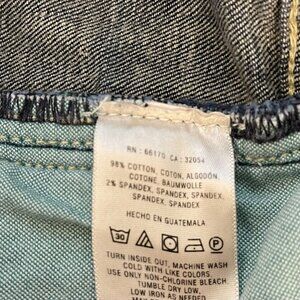 RN : 66170 CA : 32054
98% COTTON, COTON, ALGODÓN,
COTONE, BAUMWOLLE
2% SPANDEX, SPANDEX, SPANDEX,
SPANDEX, SPANDEX
HECHO EN GUATEMALA
30 P
TURN INSIDE OUT, MACHINE WASH
COLD WITH LIKE COLORS
USE ONLY NON-CHLORINE BLEACH.
TUMBLE DRY LOW.
LOW IRON AS NEEDED